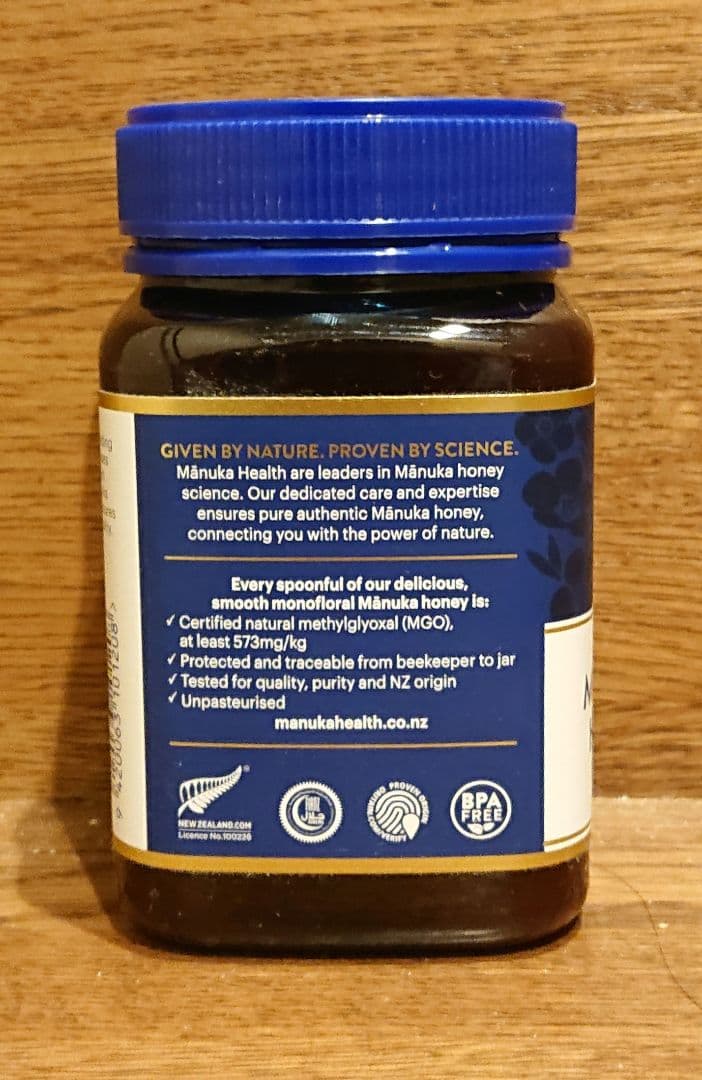 GIVEN BY NATURE. PROVEN BY SCIENCE.
Mānuka Health are leaders in Mānuka honey
science. Our dedicated care and expertise
ensures pure authentic Mānuka honey,
connecting you with the power of nature.
Every spoonful of our delicious,
smooth monofloral Mānuka honey is:
✓ Certified natural methylglyoxal (MGO),
at least 573mg/kg
✓ Protected and traceable from beekeeper to jar
✓ Tested for quality, purity and NZ origin
✓ Unpasteurised
manukahealth.co.nz
NEWZEALAND.COM
Licence No.100226
PROVEN ORIGIN
BPA
FREE